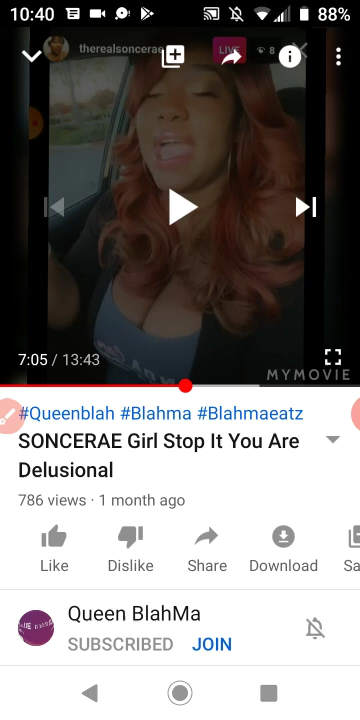 10:40
88%
therealsoncerae
LIVE
8
7:05 / 13:43
MYMOVIE
#Queenblah #Blahma #Blahmaeatz
SONCERAE Girl Stop It You Are
Delusional
786 views · 1 month ago
Like
Dislike
Share
Download
Sa
Queen BlahMa
SUBSCRIBED
JOIN